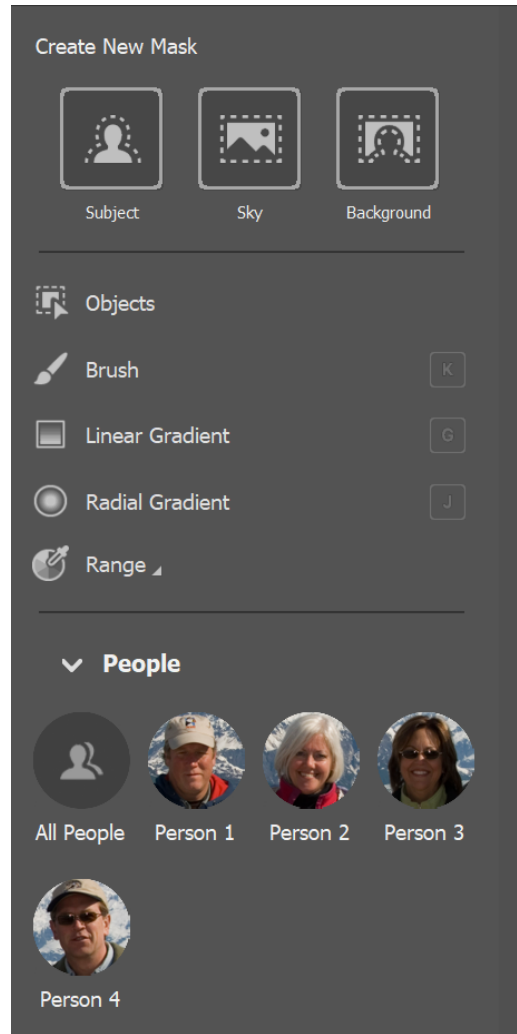 Create New Mask
Subject Sky Background
Objects
Brush K
Linear Gradient G
Radial Gradient J
Range
People
All People Person 1 Person 2 Person 3
Person 4